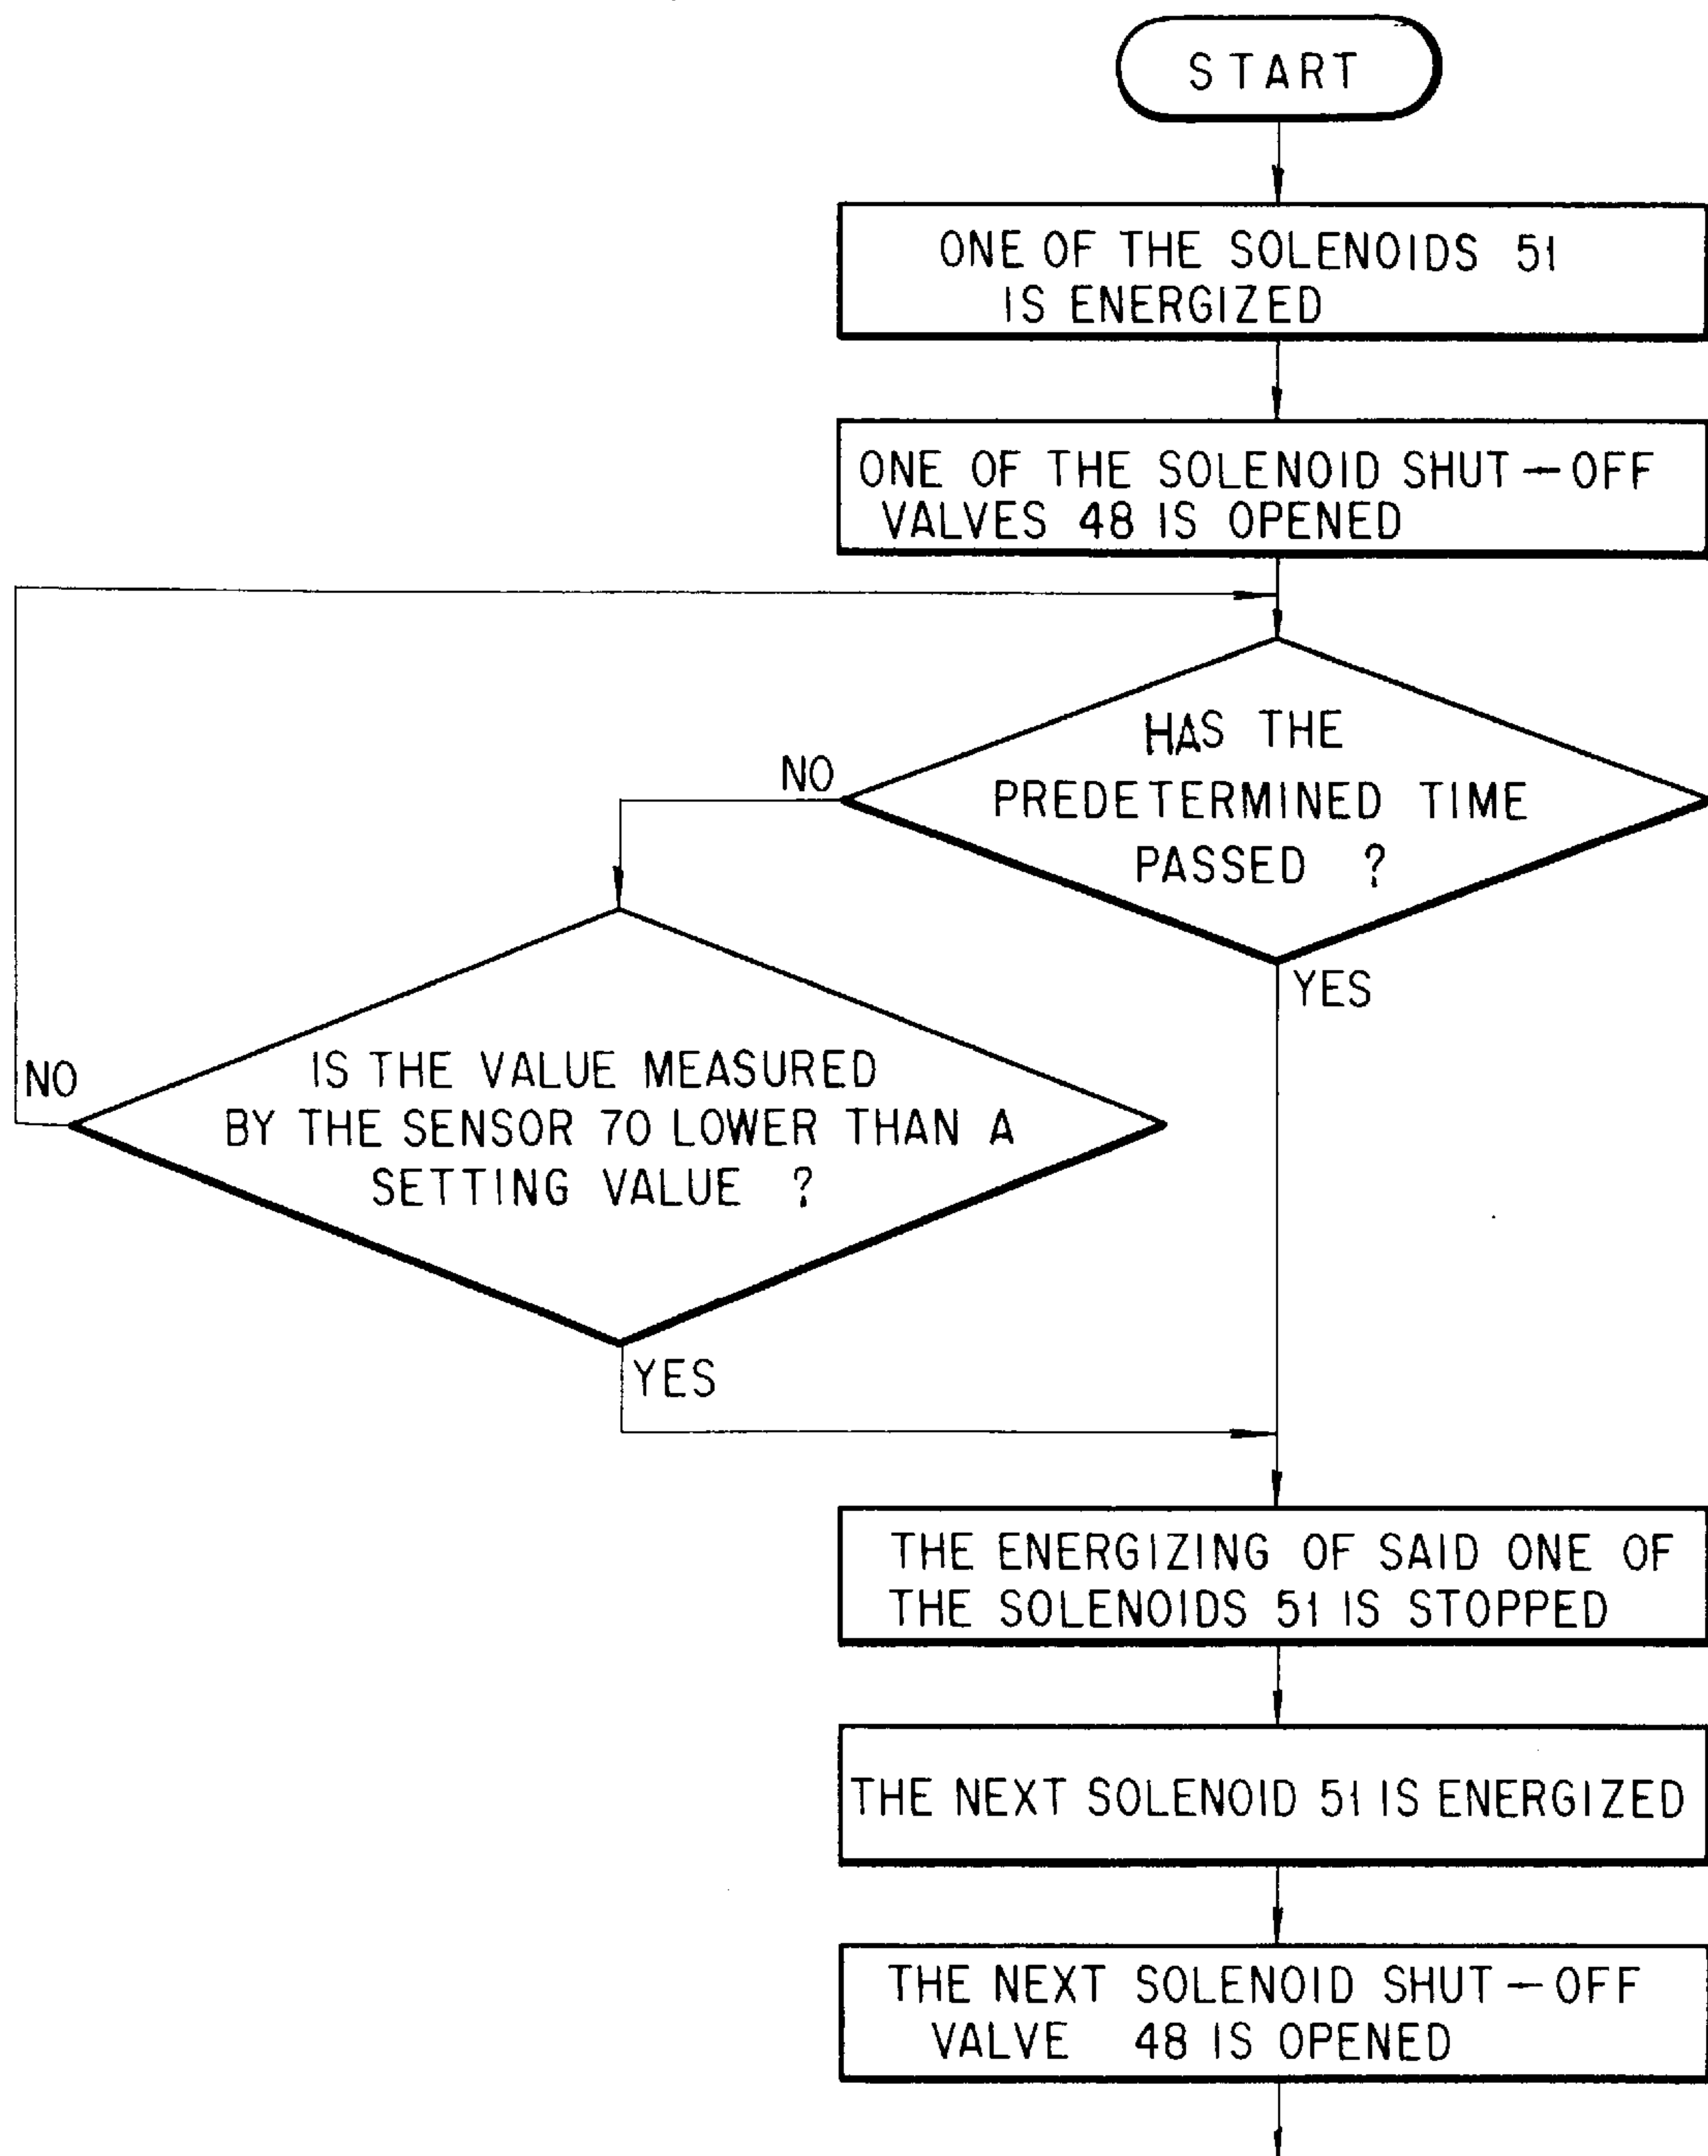 START
ONE OF THE SOLENOIDS 51
IS ENERGIZED
ONE OF THE SOLENOID SHUT-OFF
VALVES 48 IS OPENED
HAS THE
PREDETERMINED TIME
PASSED ?
NO
YES
IS THE VALUE MEASURED
BY THE SENSOR 70 LOWER THAN A
SETTING VALUE ?
NO
YES
THE ENERGIZING OF SAID ONE OF
THE SOLENOIDS 51 IS STOPPED
THE NEXT SOLENOID 51 IS ENERGIZED
THE NEXT SOLENOID SHUT-OFF
VALVE 48 IS OPENED